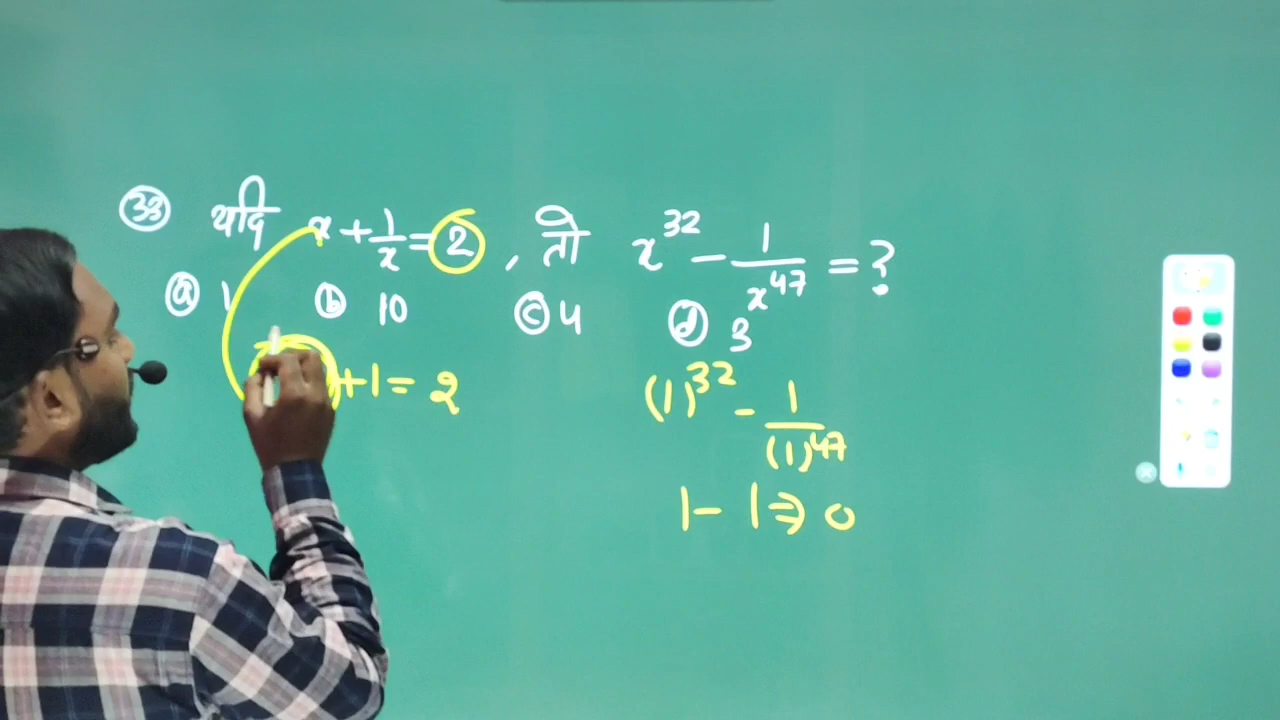 33 यदि x + 1/x = 2 , तो x^32 - 1/x^47 = ?
a 1 b 10 c 4 d 3
+ 1 = 2
(1)^32 - 1/(1)^47
1 - 1 ⇒ 0